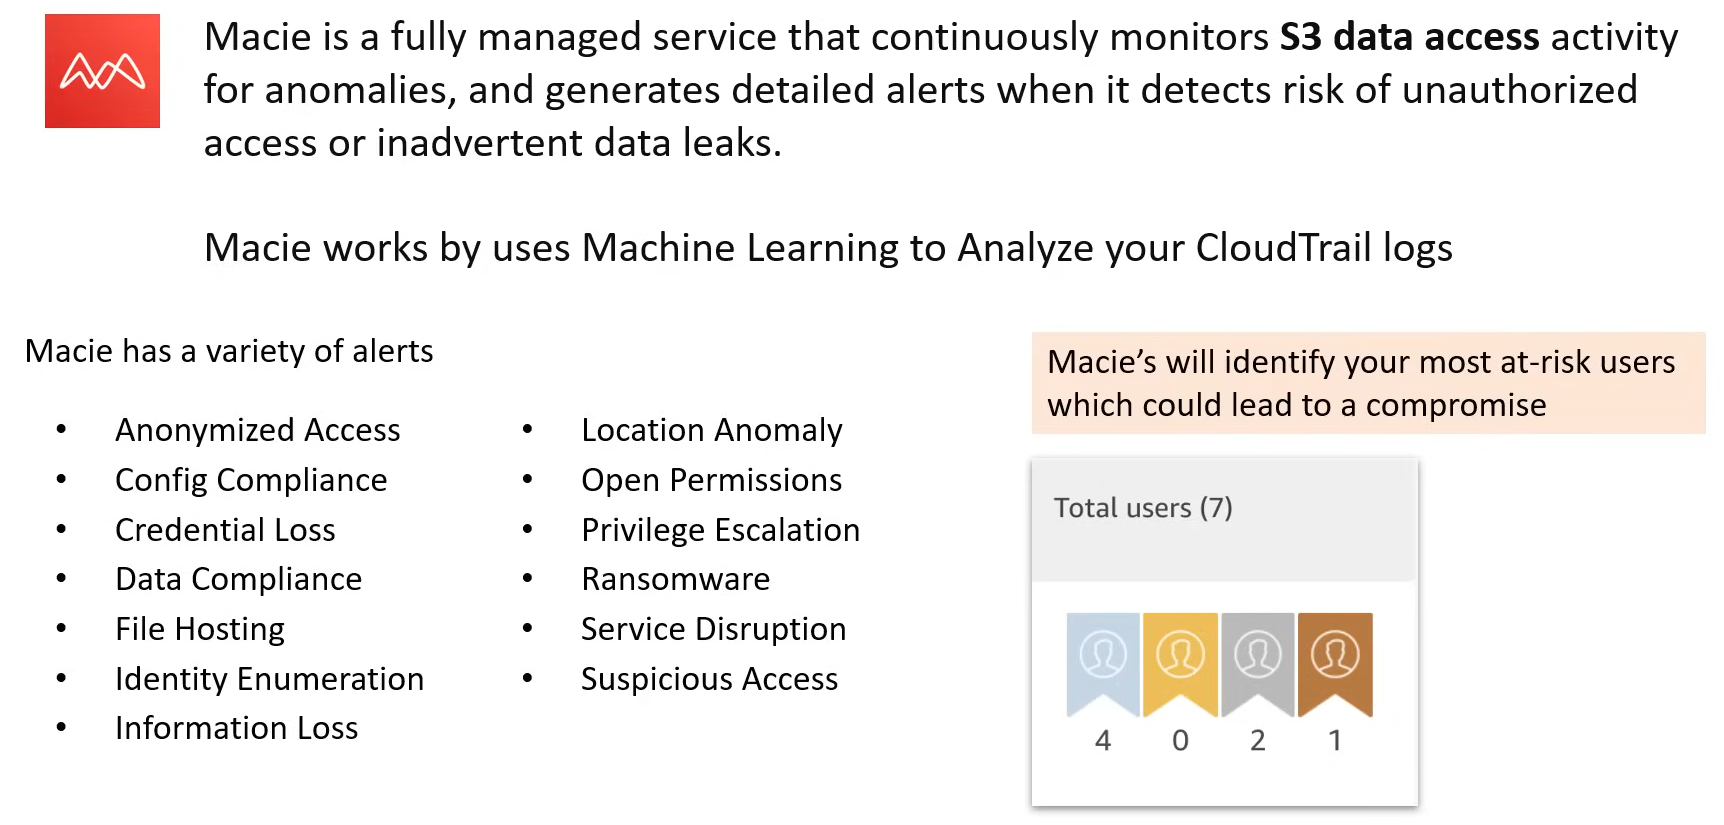 Macie is a fully managed service that continuously monitors S3 data access activity
for anomalies, and generates detailed alerts when it detects risk of unauthorized
access or inadvertent data leaks.
Macie works by uses Machine Learning to Analyze your CloudTrail logs
Macie has a variety of alerts
• Anonymized Access
• Config Compliance
• Credential Loss
• Data Compliance
• File Hosting
• Identity Enumeration
• Information Loss
• Location Anomaly
• Open Permissions
• Privilege Escalation
• Ransomware
• Service Disruption
• Suspicious Access
Macie’s will identify your most at-risk users
which could lead to a compromise
Total users (7)
4 0 2 1